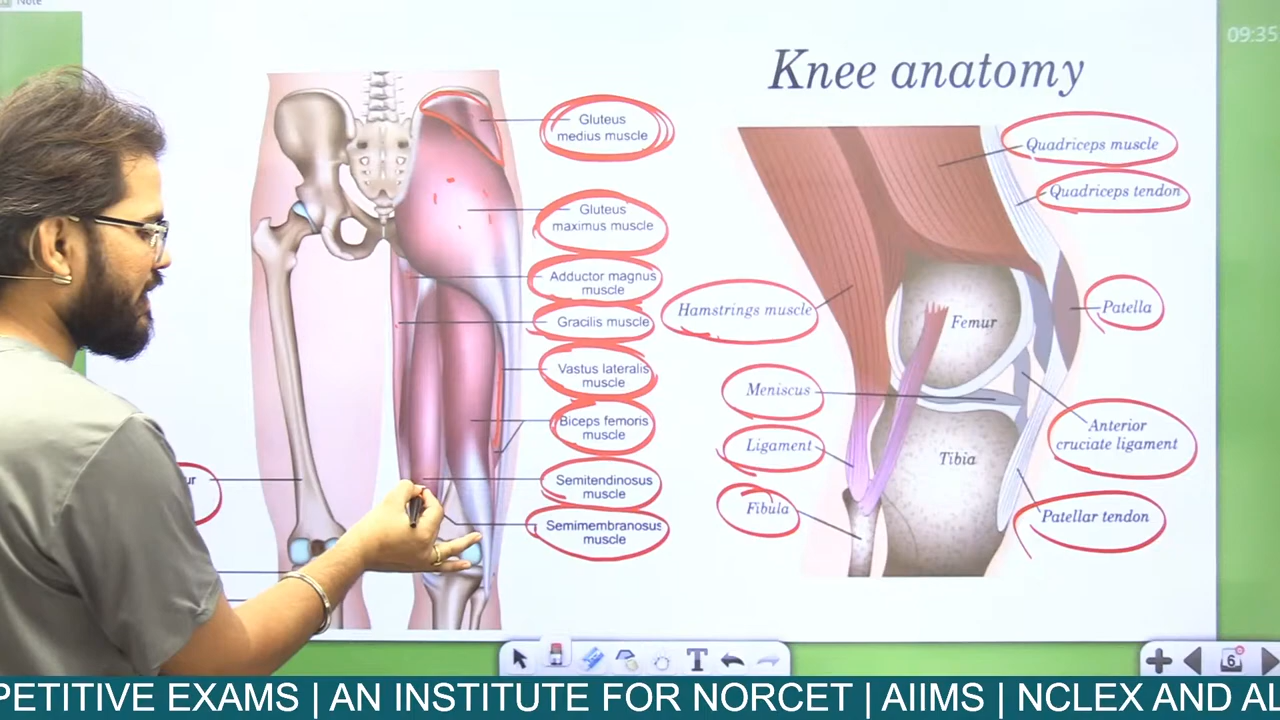 Note
09:35
Knee anatomy
Gluteus
medius muscle
Gluteus
maximus muscle
Adductor magnus
muscle
Gracilis muscle
Vastus lateralis
muscle
Biceps femoris
muscle
Semitendinosus
muscle
Semimembranosus
muscle
ur
Quadriceps muscle
Quadriceps tendon
Hamstrings muscle
Patella
Femur
Meniscus
Anterior
cruciate ligament
Ligament
Tibia
Fibula
Patellar tendon
T
6
PETITIVE EXAMS | AN INSTITUTE FOR NORCET | AIIMS | NCLEX AND AL